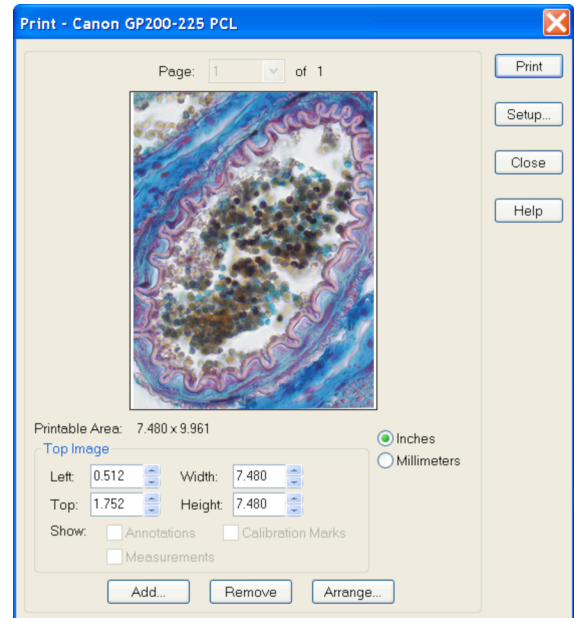 Print - Canon GP200-225 PCL
Page: 1 of 1
Print
Setup...
Close
Help
Printable Area: 7.480 x 9.961
Top Image
Inches
Millimeters
Left: 0.512 Width: 7.480
Top: 1.752 Height: 7.480
Show: Annotations Calibration Marks
Measurements
Add... Remove Arrange...